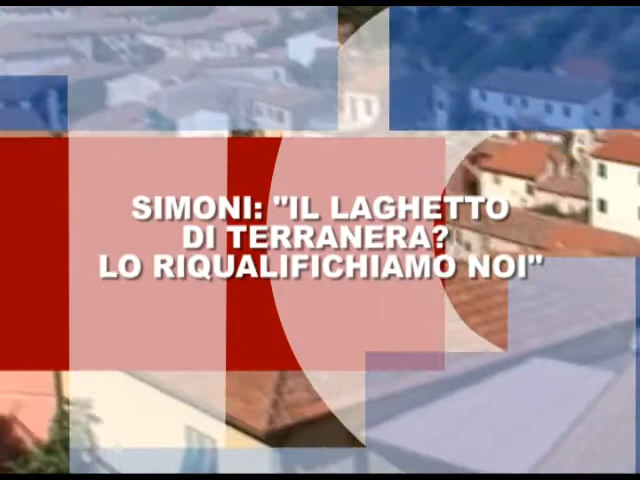 SIMONI: "IL LAGHETTO
DI TERRANERA?
LO RIQUALIFICHIAMO NOI"